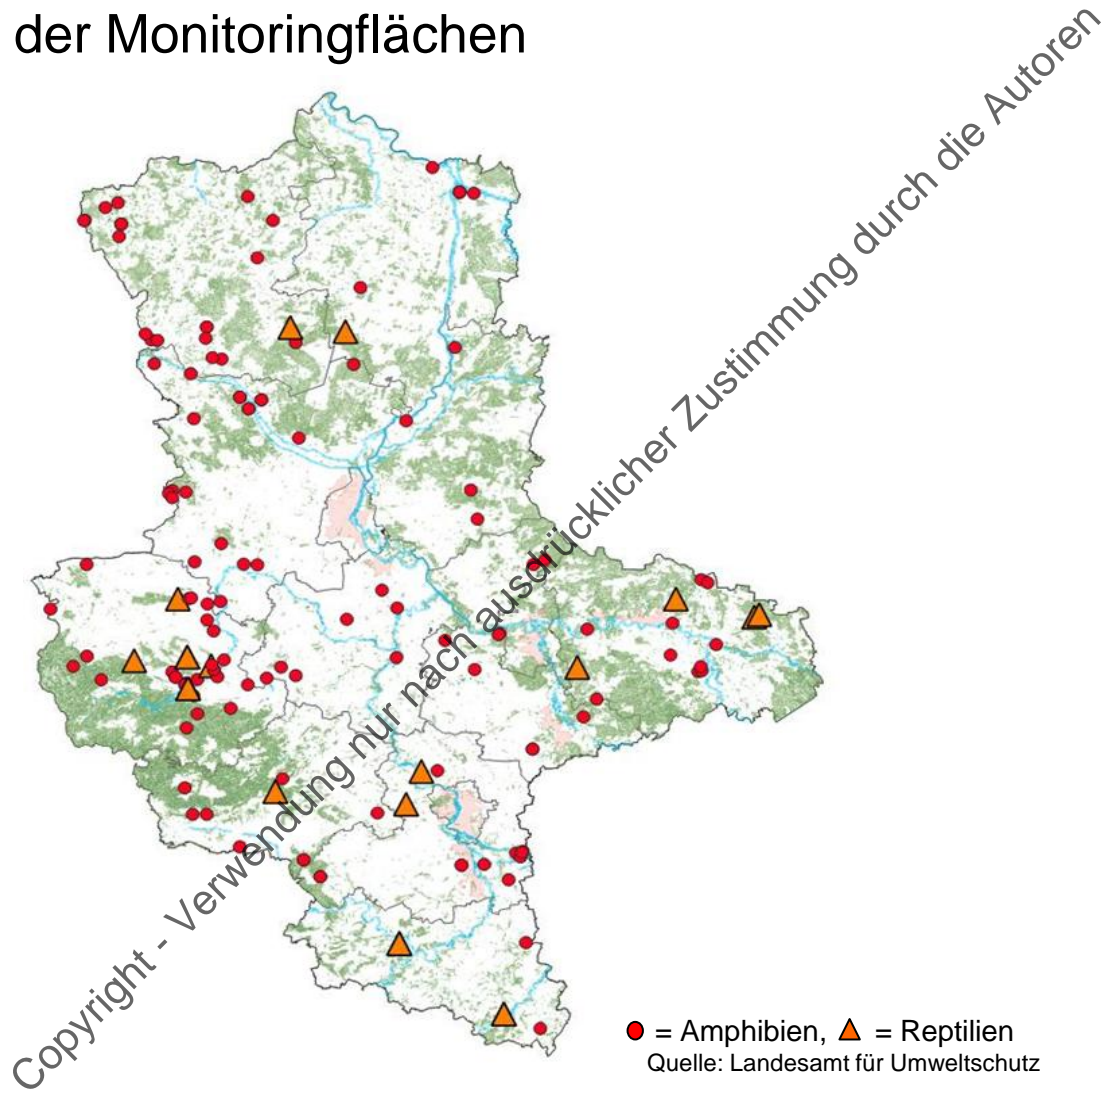 der Monitoringflächen
Copyright - Verwendung nur nach ausdrücklicher Zustimmung durch die Autoren
= Amphibien, = Reptilien
Quelle: Landesamt für Umweltschutz